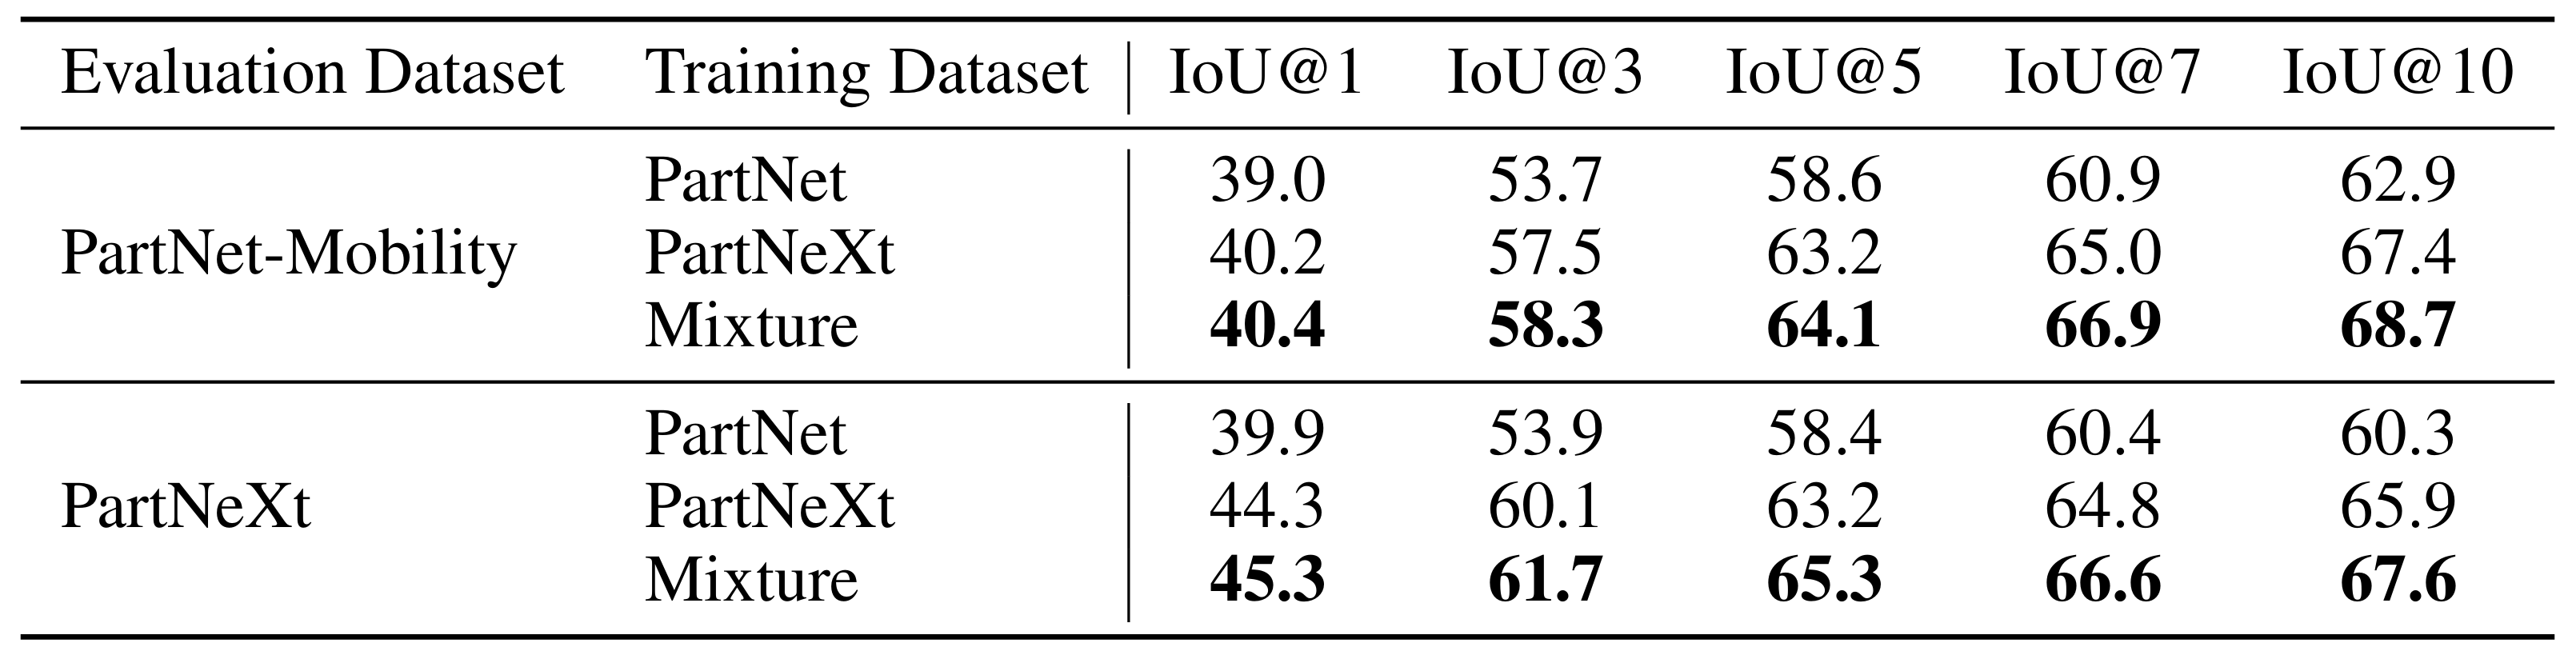 Evaluation Dataset Training Dataset IoU@1 IoU@3 IoU@5 IoU@7 IoU@10
PartNet 39.0 53.7 58.6 60.9 62.9
PartNet-Mobility PartNeXt 40.2 57.5 63.2 65.0 67.4
Mixture 40.4 58.3 64.1 66.9 68.7
PartNet 39.9 53.9 58.4 60.4 60.3
PartNeXt PartNeXt 44.3 60.1 63.2 64.8 65.9
Mixture 45.3 61.7 65.3 66.6 67.6